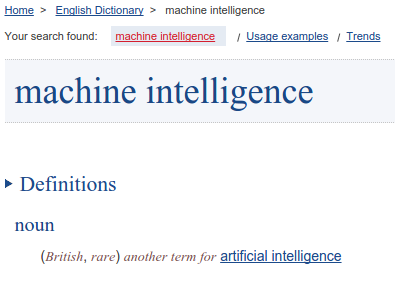 Home > English Dictionary > machine intelligence
Your search found: machine intelligence / Usage examples / Trends
machine intelligence
Definitions
noun
(British, rare) another term for artificial intelligence